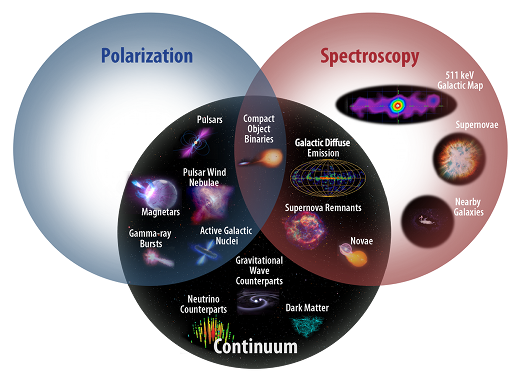 Polarization
Spectroscopy
511 keV
Galactic Map
Pulsars
Compact
Object
Binaries
Supernovae
Galactic Diffuse
Emission
Pulsar Wind
Nebulae
Magnetars
Supernova Remnants
Nearby
Galaxies
Gamma-ray
Bursts
Active Galactic
Nuclei
Novae
Gravitational
Wave
Counterparts
Neutrino
Counterparts
Dark Matter
Continuum